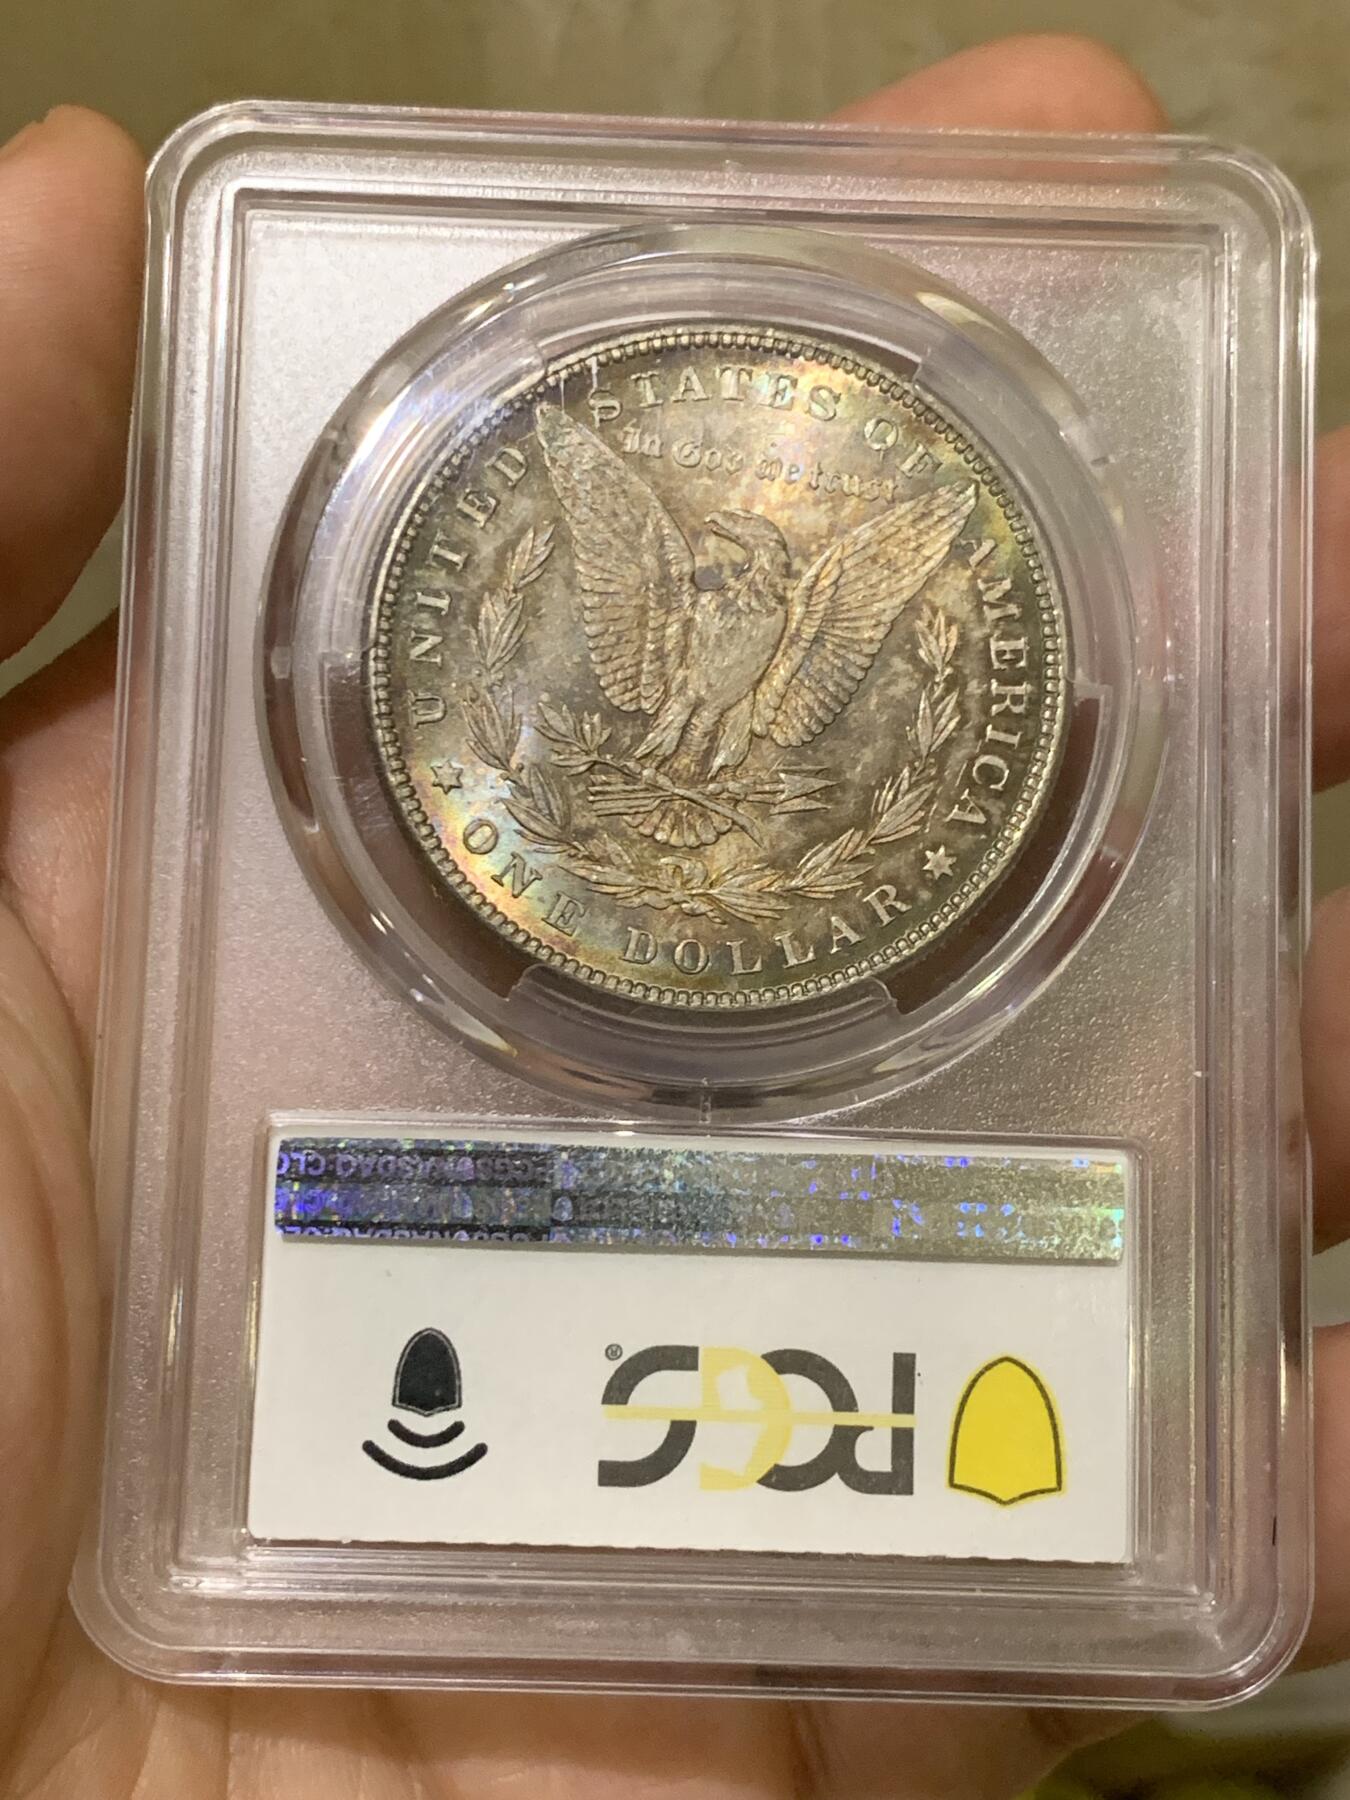 UNITED STATES OF AMERICA
In God we trust
★ ONE DOLLAR ★
PCGS®